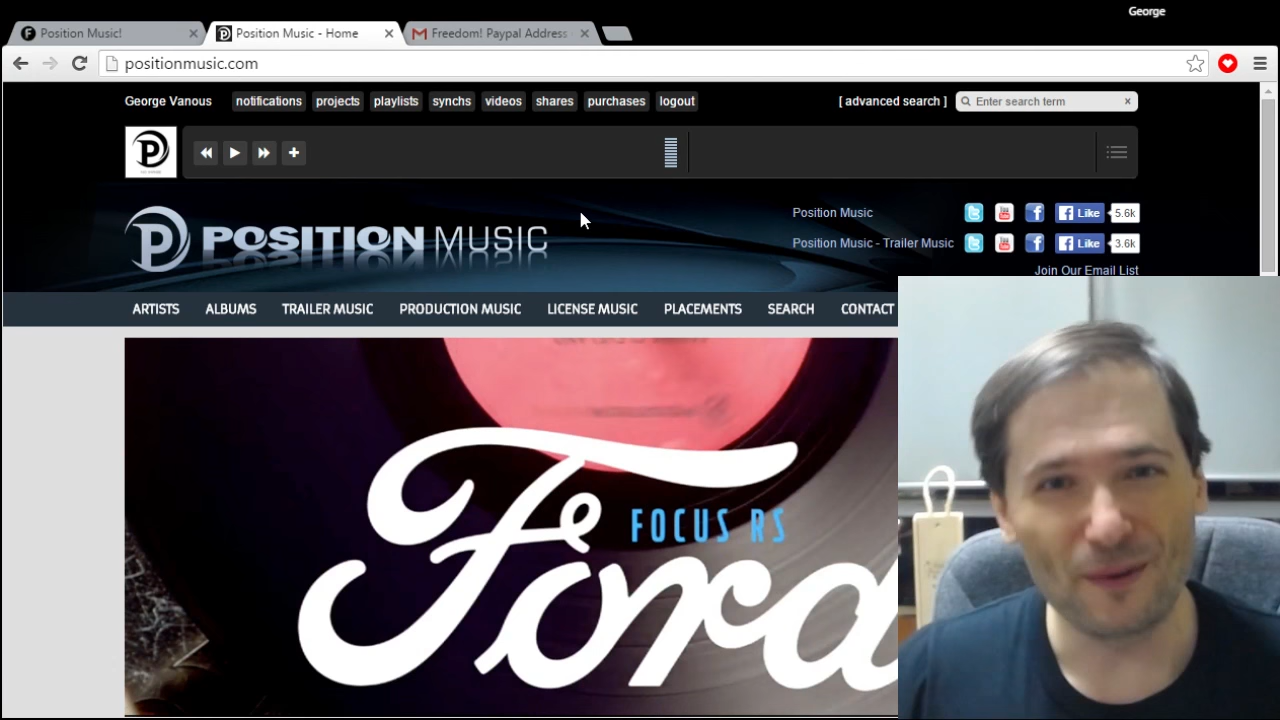 George
Position Music!
Position Music - Home
Freedom! Paypal Address
positionmusic.com
George Vanous notifications projects playlists synchs videos shares purchases logout [ advanced search ] Enter search term
POSITION MUSIC
Position Music Like 5.6k
Position Music - Trailer Music Like 3.6k
Join Our Email List
ARTISTS ALBUMS TRAILER MUSIC PRODUCTION MUSIC LICENSE MUSIC PLACEMENTS SEARCH CONTACT
FOCUS RS
Ford